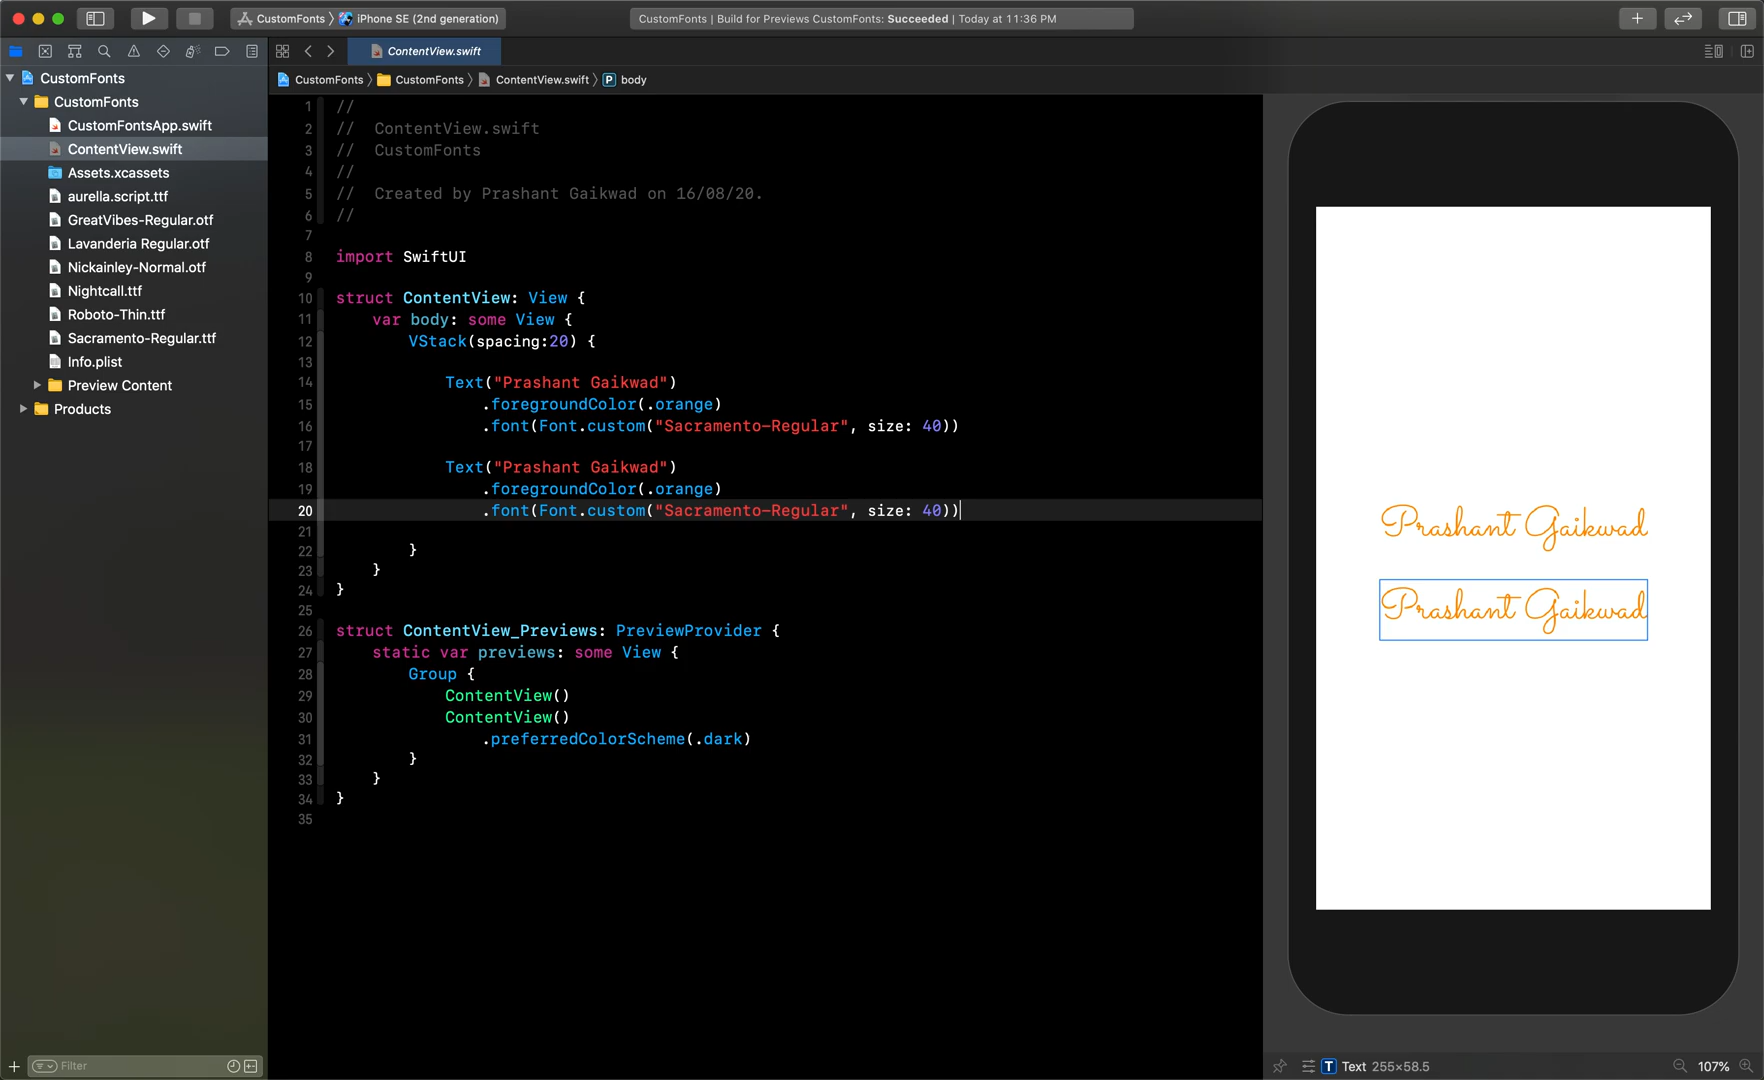 CustomFonts
iPhone SE (2nd generation)
CustomFonts | Build for Previews CustomFonts: Succeeded | Today at 11:36 PM
ContentView.swift
CustomFonts
CustomFonts
ContentView.swift
P
body
CustomFonts
CustomFonts
CustomFontsApp.swift
ContentView.swift
Assets.xcassets
aurella.script.ttf
GreatVibes-Regular.otf
Lavanderia Regular.otf
Nickainley-Normal.otf
Nightcall.ttf
Roboto-Thin.ttf
Sacramento-Regular.ttf
Info.plist
Preview Content
Products
Filter
1 //
2 //  ContentView.swift
3 //  CustomFonts
4 //
5 //  Created by Prashant Gaikwad on 16/08/20.
6 //
7
8 import SwiftUI
9
10 struct ContentView: View {
11     var body: some View {
12         VStack(spacing:20) {
13
14             Text("Prashant Gaikwad")
15                 .foregroundColor(.orange)
16                 .font(Font.custom("Sacramento-Regular", size: 40))
17
18             Text("Prashant Gaikwad")
19                 .foregroundColor(.orange)
20                 .font(Font.custom("Sacramento-Regular", size: 40))
21
22         }
23     }
24 }
25
26 struct ContentView_Previews: PreviewProvider {
27     static var previews: some View {
28         Group {
29             ContentView()
30             ContentView()
31                 .preferredColorScheme(.dark)
32         }
33     }
34 }
35
Prashant Gaikwad
Prashant Gaikwad
T
Text 255×58.5
107%